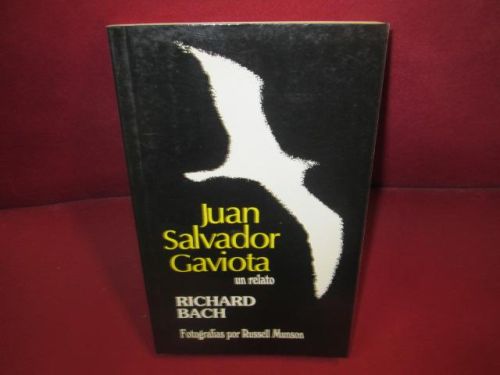 Juan
Salvador
Gaviota
un relato
RICHARD
BACH
Fotografías por Russell Munson